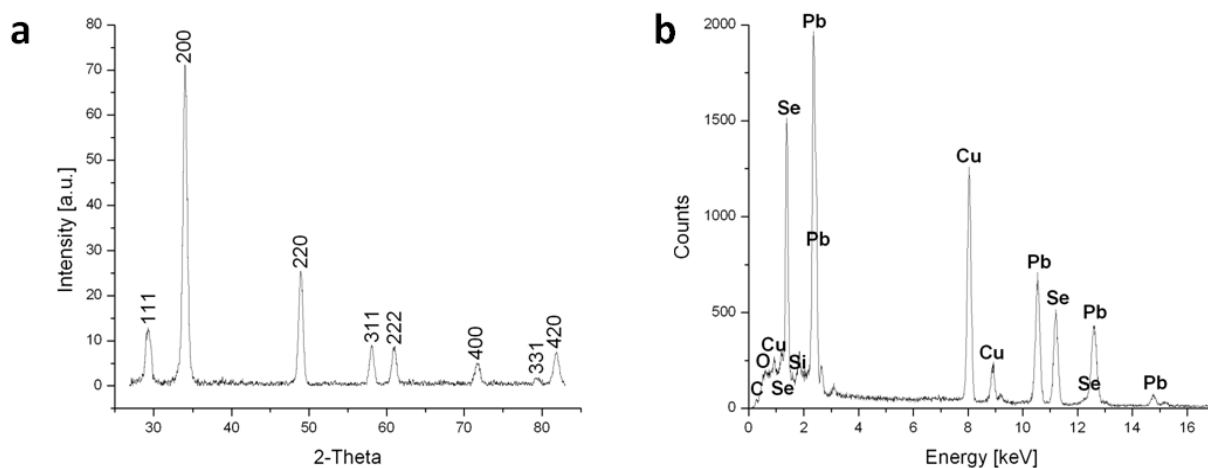 a
80
70
60
50
40
30
20
10
0
Intensity [a.u.]
111
200
220
311
222
400
331
420
30
40
50
60
70
80
2-Theta
b
2000
1500
1000
500
0
Counts
Pb
Se
Cu
Pb
Pb
Se
Pb
Cu
O
Si
Cu
C
Se
Se
Pb
0
2
4
6
8
10
12
14
16
Energy [keV]